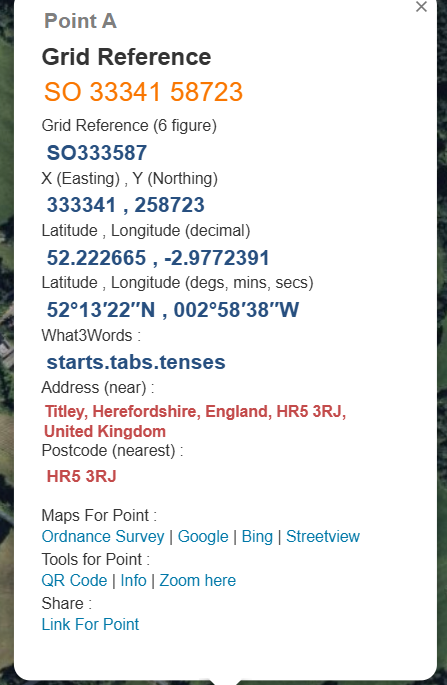 ×
Point A
Grid Reference
SO 33341 58723
Grid Reference (6 figure)
SO333587
X (Easting) , Y (Northing)
333341 , 258723
Latitude , Longitude (decimal)
52.222665 , -2.9772391
Latitude , Longitude (degs, mins, secs)
52°13′22″N , 002°58′38″W
What3Words :
starts.tabs.tenses
Address (near) :
Titley, Herefordshire, England, HR5 3RJ,
United Kingdom
Postcode (nearest) :
HR5 3RJ
Maps For Point :
Ordnance Survey | Google | Bing | Streetview
Tools for Point :
QR Code | Info | Zoom here
Share :
Link For Point